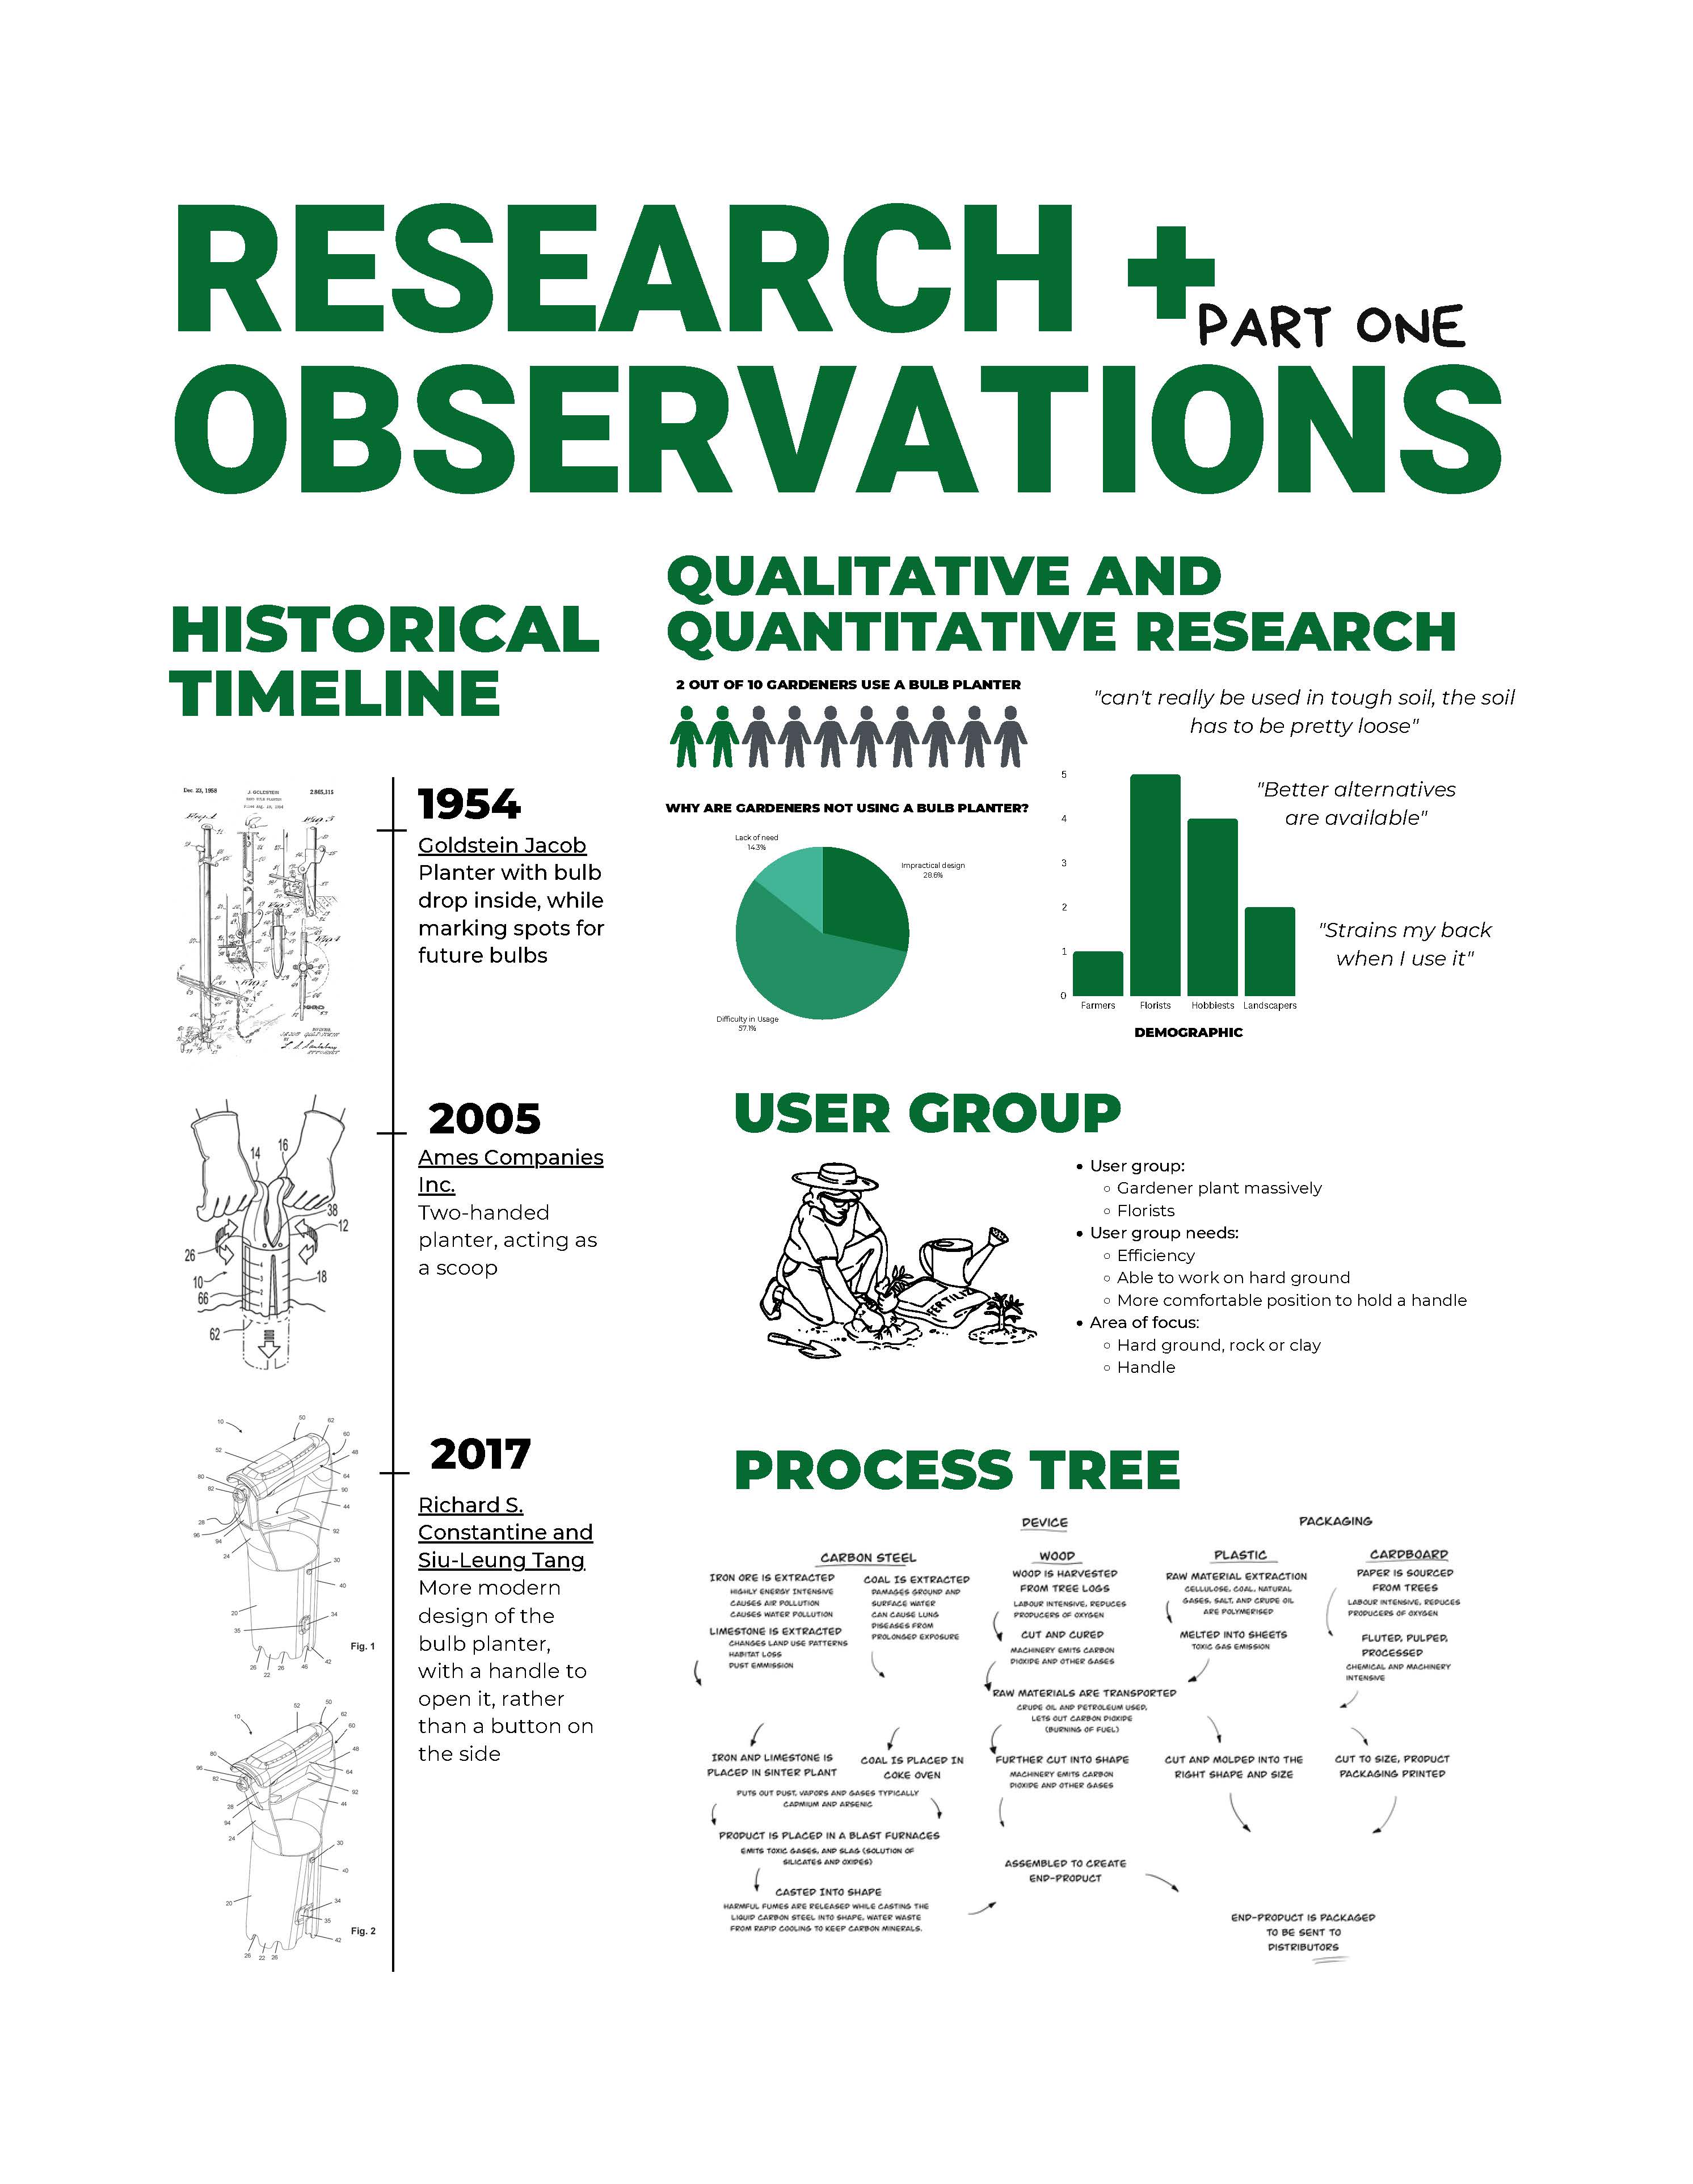 RESEARCH +
PART ONE
OBSERVATIONS
HISTORICAL
TIMELINE
Dec. 23, 1958
J. GOLDSTEIN
2,865,315
1954
Goldstein Jacob
Planter with bulb
drop inside, while
marking spots for
future bulbs
14
16
38
12
26
10
18
66
62
2005
Ames Companies
Inc.
Two-handed
planter, acting as
a scoop
Fig. 1
Fig. 2
2017
Richard S.
Constantine and
Siu-Leung Tang
More modern
design of the
bulb planter,
with a handle to
open it, rather
than a button on
the side
QUALITATIVE AND
QUANTITATIVE RESEARCH
2 OUT OF 10 GARDENERS USE A BULB PLANTER
WHY ARE GARDENERS NOT USING A BULB PLANTER?
Lack of need
14.3%
Impractical design
28.6%
Difficulty in Usage
57.1%
"can't really be used in tough soil, the soil
has to be pretty loose"
"Better alternatives
are available"
"Strains my back
when I use it"
5
4
3
2
1
0
Farmers Florists Hobbiests Landscapers
DEMOGRAPHIC
USER GROUP
FERTILIZ
• User group:
◦ Gardener plant massively
◦ Florists
• User group needs:
◦ Efficiency
◦ Able to work on hard ground
◦ More comfortable position to hold a handle
• Area of focus:
◦ Hard ground, rock or clay
◦ Handle
PROCESS TREE
DEVICE
PACKAGING
CARBON STEEL
IRON ORE IS EXTRACTED
HIGHLY ENERGY INTENSIVE
CAUSES AIR POLLUTION
CAUSES WATER POLLUTION
LIMESTONE IS EXTRACTED
CHANGES LAND USE PATTERNS
HABITAT LOSS
DUST EMMISSION
COAL IS EXTRACTED
DAMAGES GROUND AND
SURFACE WATER
CAN CAUSE LUNG
DISEASES FROM
PROLONGED EXPOSURE
WOOD
WOOD IS HARVESTED
FROM TREE LOGS
LABOUR INTENSIVE, REDUCES
PRODUCERS OF OXYGEN
CUT AND CURED
MACHINERY EMITS CARBON
DIOXIDE AND OTHER GASES
PLASTIC
RAW MATERIAL EXTRACTION
CELLULOSE, COAL, NATURAL
GASES, SALT, AND CRUDE OIL
ARE POLYMERISED
MELTED INTO SHEETS
TOXIC GAS EMISSION
CARDBOARD
PAPER IS SOURCED
FROM TREES
LABOUR INTENSIVE, REDUCES
PRODUCERS OF OXYGEN
FLUTED, PULPED,
PROCESSED
CHEMICAL AND MACHINERY
INTENSIVE
RAW MATERIALS ARE TRANSPORTED
CRUDE OIL AND PETROLEUM USED,
LETS OUT CARBON DIOXIDE
(BURNING OF FUEL)
IRON AND LIMESTONE IS
PLACED IN SINTER PLANT
COAL IS PLACED IN
COKE OVEN
PUTS OUT DUST, VAPORS AND GASES TYPICALLY
CADMIUM AND ARSENIC
FURTHER CUT INTO SHAPE
MACHINERY EMITS CARBON
DIOXIDE AND OTHER GASES
CUT AND MOLDED INTO THE
RIGHT SHAPE AND SIZE
CUT TO SIZE, PRODUCT
PACKAGING PRINTED
PRODUCT IS PLACED IN A BLAST FURNACES
EMITS TOXIC GASES, AND SLAG (SOLUTION OF
SILICATES AND OXIDES)
CASTED INTO SHAPE
HARMFUL FUMES ARE RELEASED WHILE CASTING THE
LIQUID CARBON STEEL INTO SHAPE, WATER WASTE
FROM RAPID COOLING TO KEEP CARBON MINERALS.
ASSEMBLED TO CREATE
END-PRODUCT
END-PRODUCT IS PACKAGED
TO BE SENT TO
DISTRIBUTORS